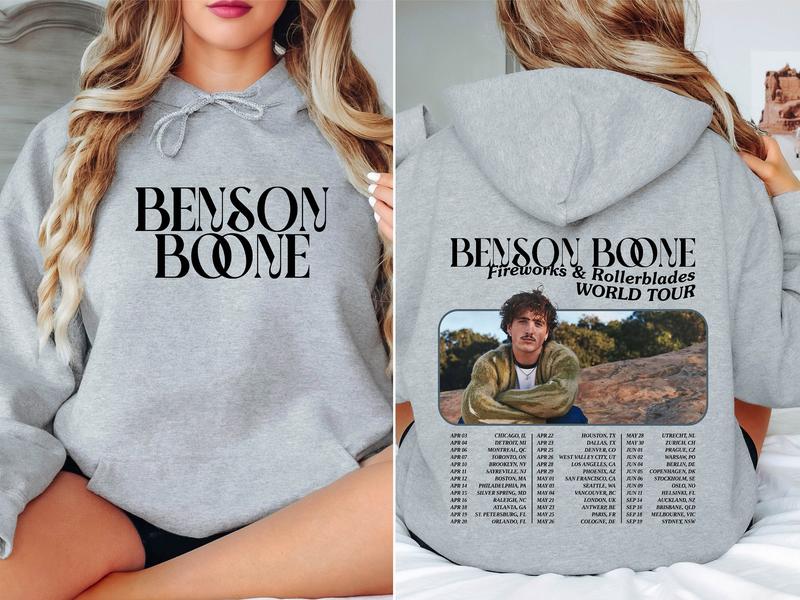 BENSON
BOONE
BENSON BOONE
Fireworks & Rollerblades
WORLD TOUR
APR 03 CHICAGO, IL
APR 04 DETROIT, MI
APR 06 MONTREAL, QC
APR 07 TORONTO, ON
APR 10 BROOKLYN, NY
APR 11 SAYREVILLE, NJ
APR 12 BOSTON, MA
APR 14 PHILADELPHIA, PA
APR 15 SILVER SPRING, MD
APR 16 RALEIGH, NC
APR 18 ATLANTA, GA
APR 19 ST. PETERSBURG, FL
APR 20 ORLANDO, FL
APR 22 HOUSTON, TX
APR 23 DALLAS, TX
APR 25 DENVER, CO
APR 26 WEST VALLEY CITY, UT
APR 28 LOS ANGELES, CA
APR 29 PHOENIX, AZ
MAY 01 SAN FRANCISCO, CA
MAY 03 SEATTLE, WA
MAY 04 VANCOUVER, BC
MAY 21 LONDON, UK
MAY 23 ANTWERP, BE
MAY 25 PARIS, FR
MAY 26 COLOGNE, DE
MAY 28 UTRECHT, NL
MAY 30 ZURICH, CH
JUN 01 PRAGUE, CZ
JUN 02 WARSAW, PO
JUN 04 BERLIN, DE
JUN 05 COPENHAGEN, DK
JUN 06 STOCKHOLM, SE
JUN 09 OSLO, NO
JUN 11 HELSINKI, FL
SEP 14 AUCKLAND, NZ
SEP 16 BRISBANE, QLD
SEP 18 MELBOURNE, VIC
SEP 19 SYDNEY, NSW